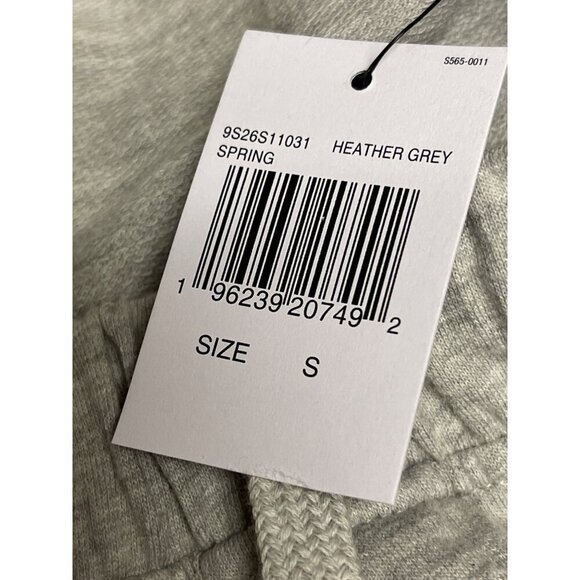 S565-0011
9S26S11031 HEATHER GREY
SPRING
1 96239 20749 2
SIZE S